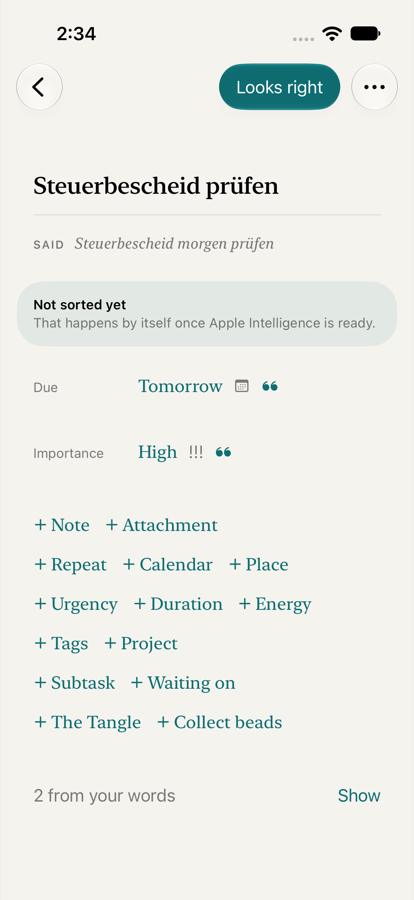 2:34
Looks right
Steuerbescheid prüfen
SAID Steuerbescheid morgen prüfen
Not sorted yet
That happens by itself once Apple Intelligence is ready.
Due Tomorrow
Importance High !!!
+ Note + Attachment
+ Repeat + Calendar + Place
+ Urgency + Duration + Energy
+ Tags + Project
+ Subtask + Waiting on
+ The Tangle + Collect beads
2 from your words Show